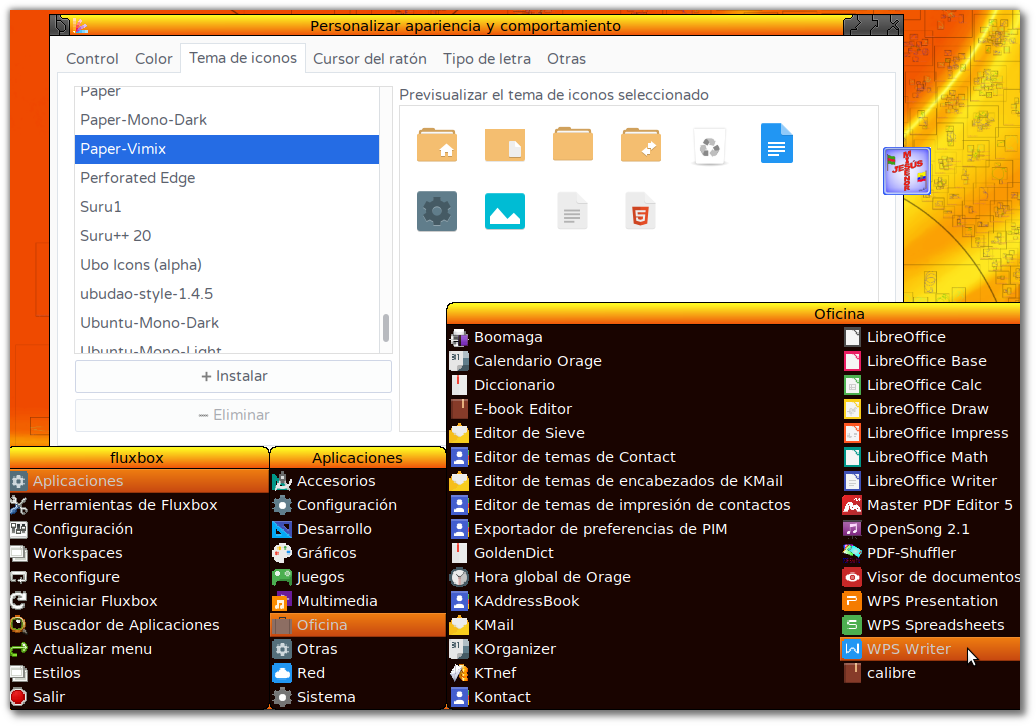 Personalizar apariencia y comportamiento
Control Color Tema de iconos Cursor del ratón Tipo de letra Otras
Paper
Paper-Mono-Dark
Paper-Vimix
Perforated Edge
Suru1
Suru++ 20
Ubo Icons (alpha)
ubudao-style-1.4.5
Ubuntu-Mono-Dark
Ubuntu-Mono-Light
+ Instalar
− Eliminar
Previsualizar el tema de iconos seleccionado
JESÚS
fluxbox
Aplicaciones
Herramientas de Fluxbox
Configuración
Workspaces
Reconfigure
Reiniciar Fluxbox
Buscador de Aplicaciones
Actualizar menu
Estilos
Salir
Aplicaciones
Accesorios
Configuración
Desarrollo
Gráficos
Juegos
Multimedia
Oficina
Otras
Red
Sistema
Oficina
Boomaga
Calendario Orage
Diccionario
E-book Editor
Editor de Sieve
Editor de temas de Contact
Editor de temas de encabezados de KMail
Editor de temas de impresión de contactos
Exportador de preferencias de PIM
GoldenDict
Hora global de Orage
KAddressBook
KMail
KOrganizer
KTnef
Kontact
LibreOffice
LibreOffice Base
LibreOffice Calc
LibreOffice Draw
LibreOffice Impress
LibreOffice Math
LibreOffice Writer
Master PDF Editor 5
OpenSong 2.1
PDF-Shuffler
Visor de documentos
WPS Presentation
WPS Spreadsheets
WPS Writer
calibre